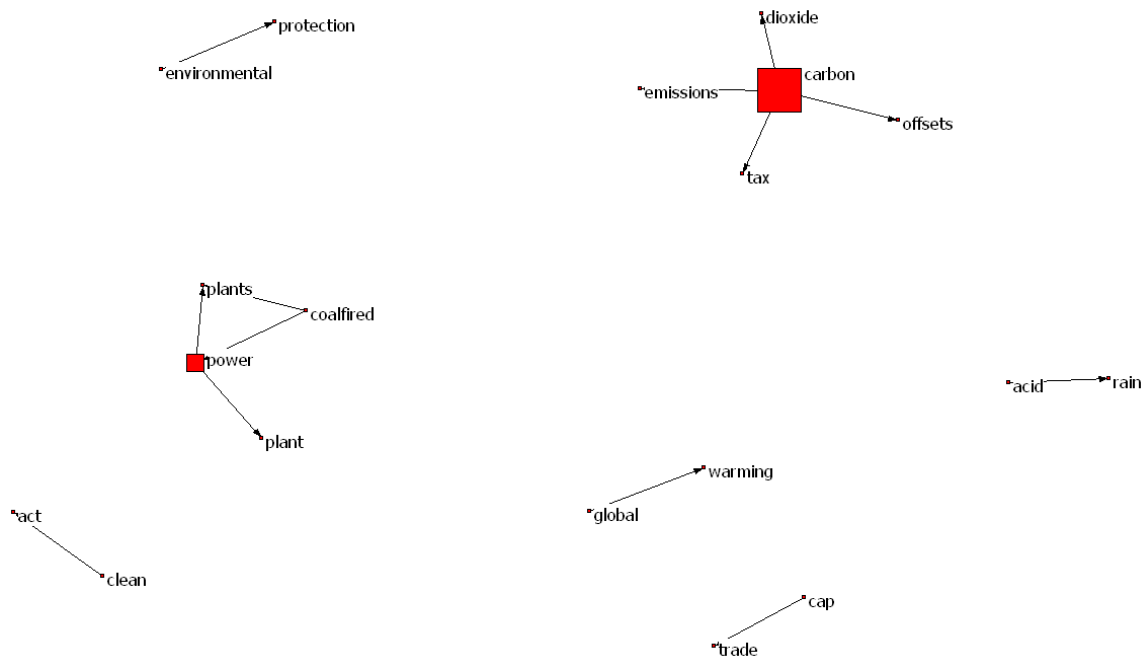 dioxide
protection
environmental
carbon
emissions
offsets
tax
plants
coalfired
power
acid
rain
plant
warming
act
global
clean
cap
trade